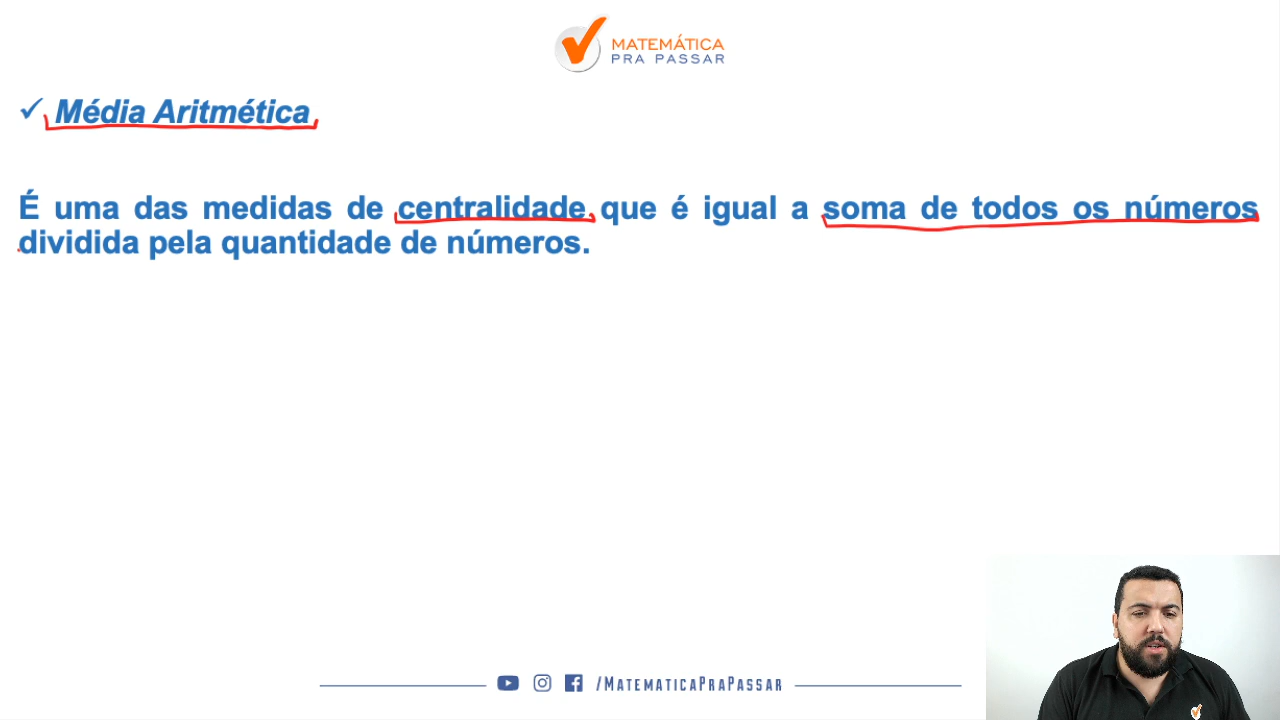 MATEMÁTICA
PRA PASSAR
✓ Média Aritmética
É uma das medidas de centralidade que é igual a soma de todos os números
dividida pela quantidade de números.
/MATEMATICAPRAPASSAR